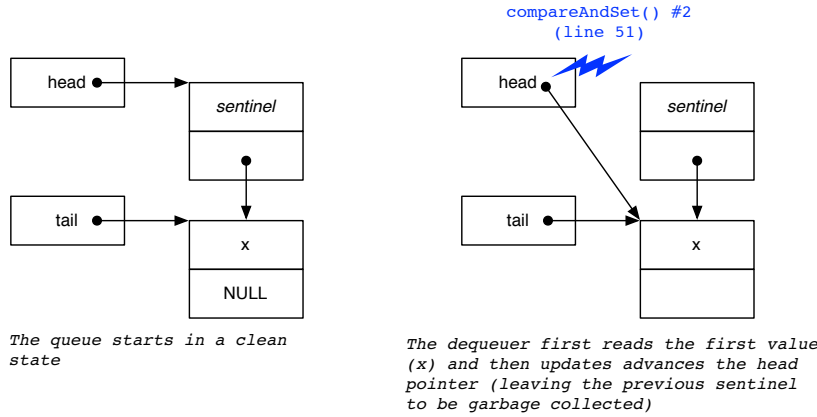 compareAndSet() #2
(line 51)
head
sentinel
tail
x
NULL
The queue starts in a clean
state
head
sentinel
tail
x
The dequeuer first reads the first value
(x) and then updates advances the head
pointer (leaving the previous sentinel
to be garbage collected)